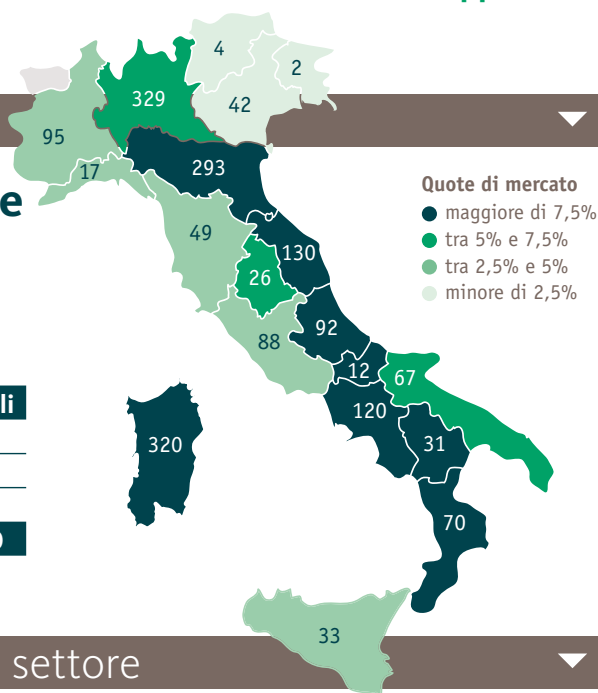 4
2
329
42
95
17
293
e
49
130
26
88
92
12
67
120
31
320
70
33
Quote di mercato
maggiore di 7,5%
tra 5% e 7,5%
tra 2,5% e 5%
minore di 2,5%
li
settore